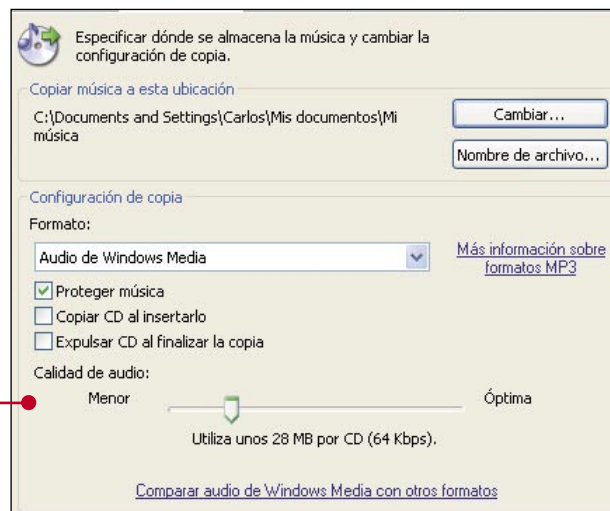 Especificar dónde se almacena la música y cambiar la
configuración de copia.
Copiar música a esta ubicación
C:\Documents and Settings\Carlos\Mis documentos\Mi
música
Cambiar...
Nombre de archivo...
Configuración de copia
Formato:
Audio de Windows Media
Más información sobre
formatos MP3
Proteger música
Copiar CD al insertarlo
Expulsar CD al finalizar la copia
Calidad de audio:
Menor
Óptima
Utiliza unos 28 MB por CD (64 Kbps).
Comparar audio de Windows Media con otros formatos